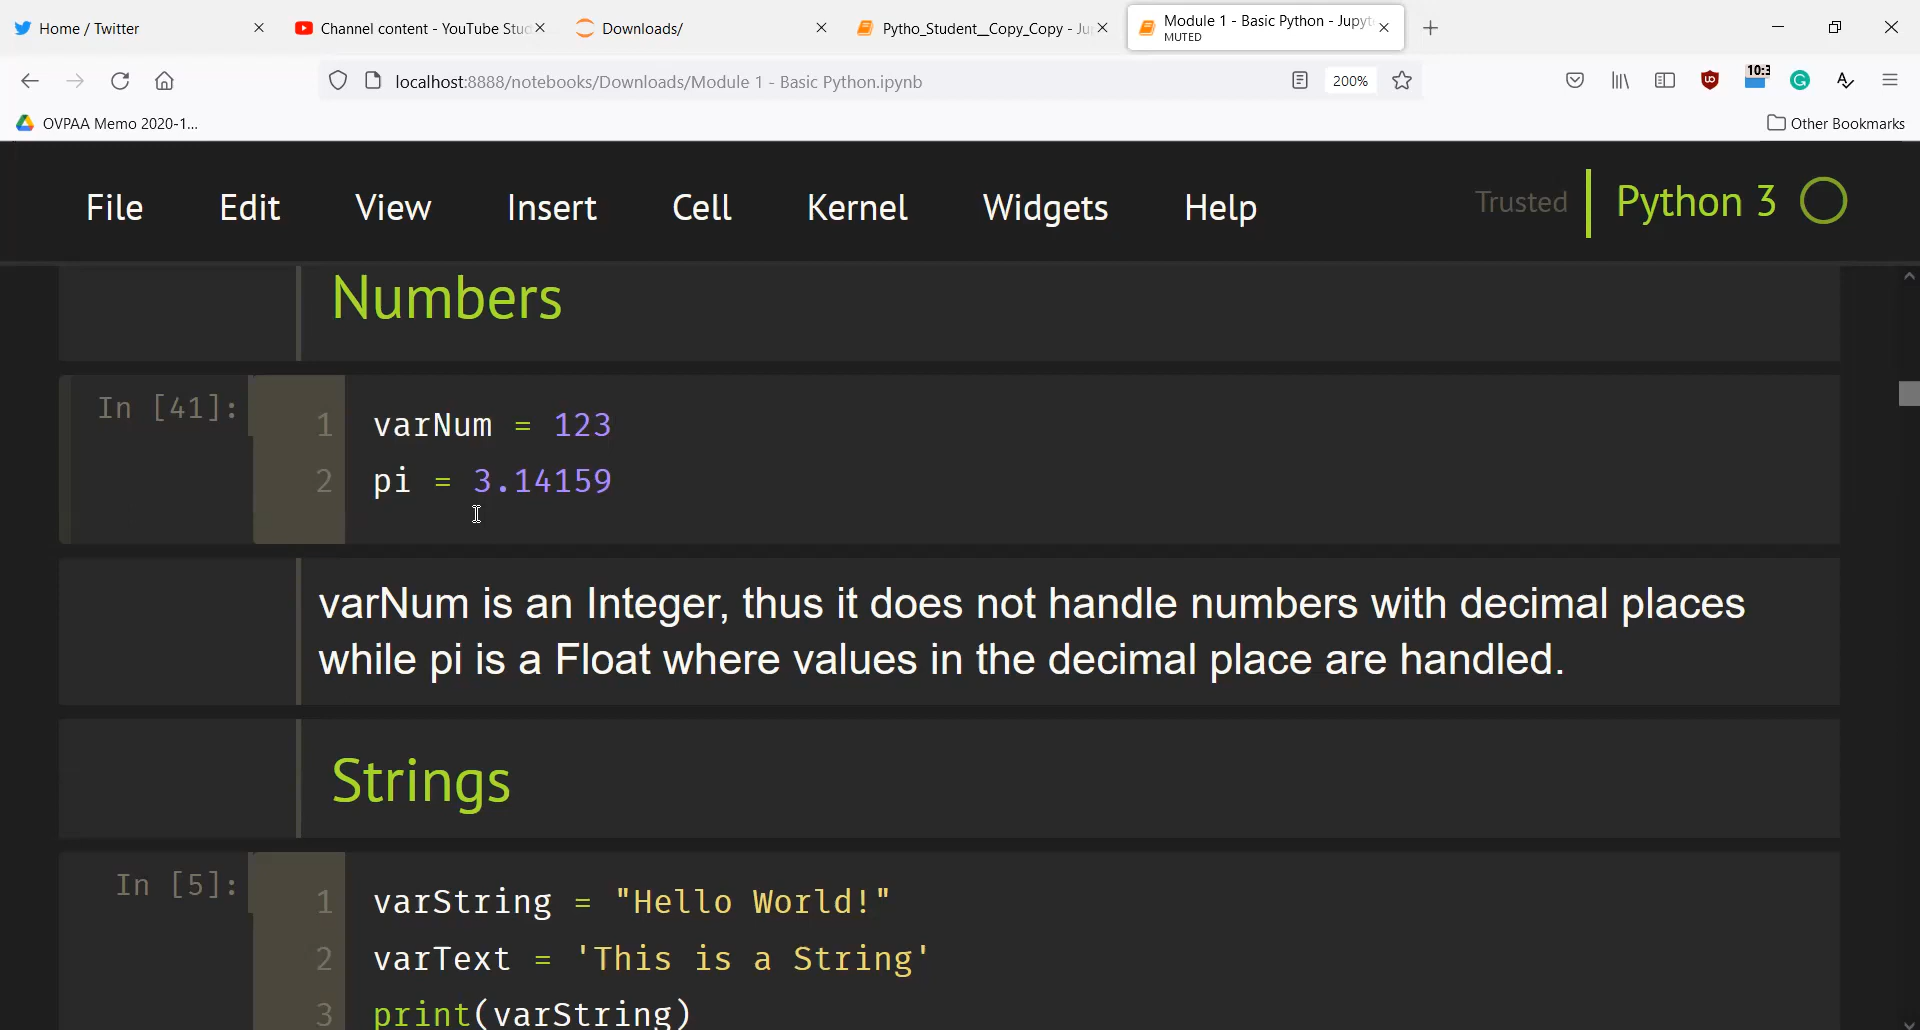 Home / Twitter
Channel content - YouTube Stud
Downloads/
Pytho_Student__Copy_Copy - Ju
Module 1 - Basic Python - Jupyt
MUTED
localhost:8888/notebooks/Downloads/Module 1 - Basic Python.ipynb
200%
10:3
OVPAA Memo 2020-1...
Other Bookmarks
File Edit View Insert Cell Kernel Widgets Help
Trusted
Python 3
Numbers
In [41]:
1 varNum = 123
2 pi = 3.14159
varNum is an Integer, thus it does not handle numbers with decimal places
while pi is a Float where values in the decimal place are handled.
Strings
In [5]:
1 varString = "Hello World!"
2 varText = 'This is a String'
3 print(varString)